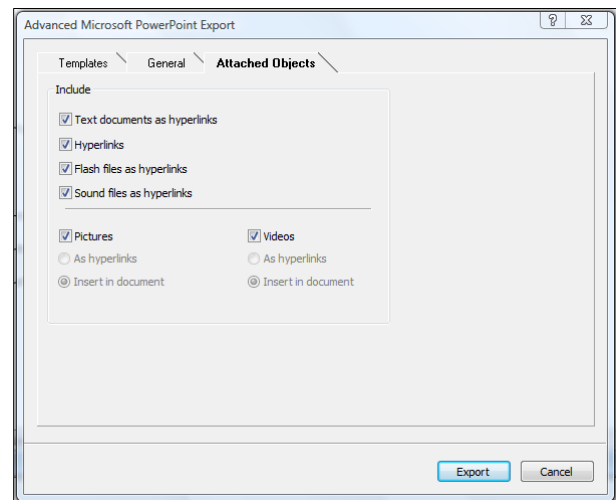 Advanced Microsoft PowerPoint Export
Templates General Attached Objects
Include
Text documents as hyperlinks
Hyperlinks
Flash files as hyperlinks
Sound files as hyperlinks
Pictures Videos
As hyperlinks As hyperlinks
Insert in document Insert in document
Export Cancel